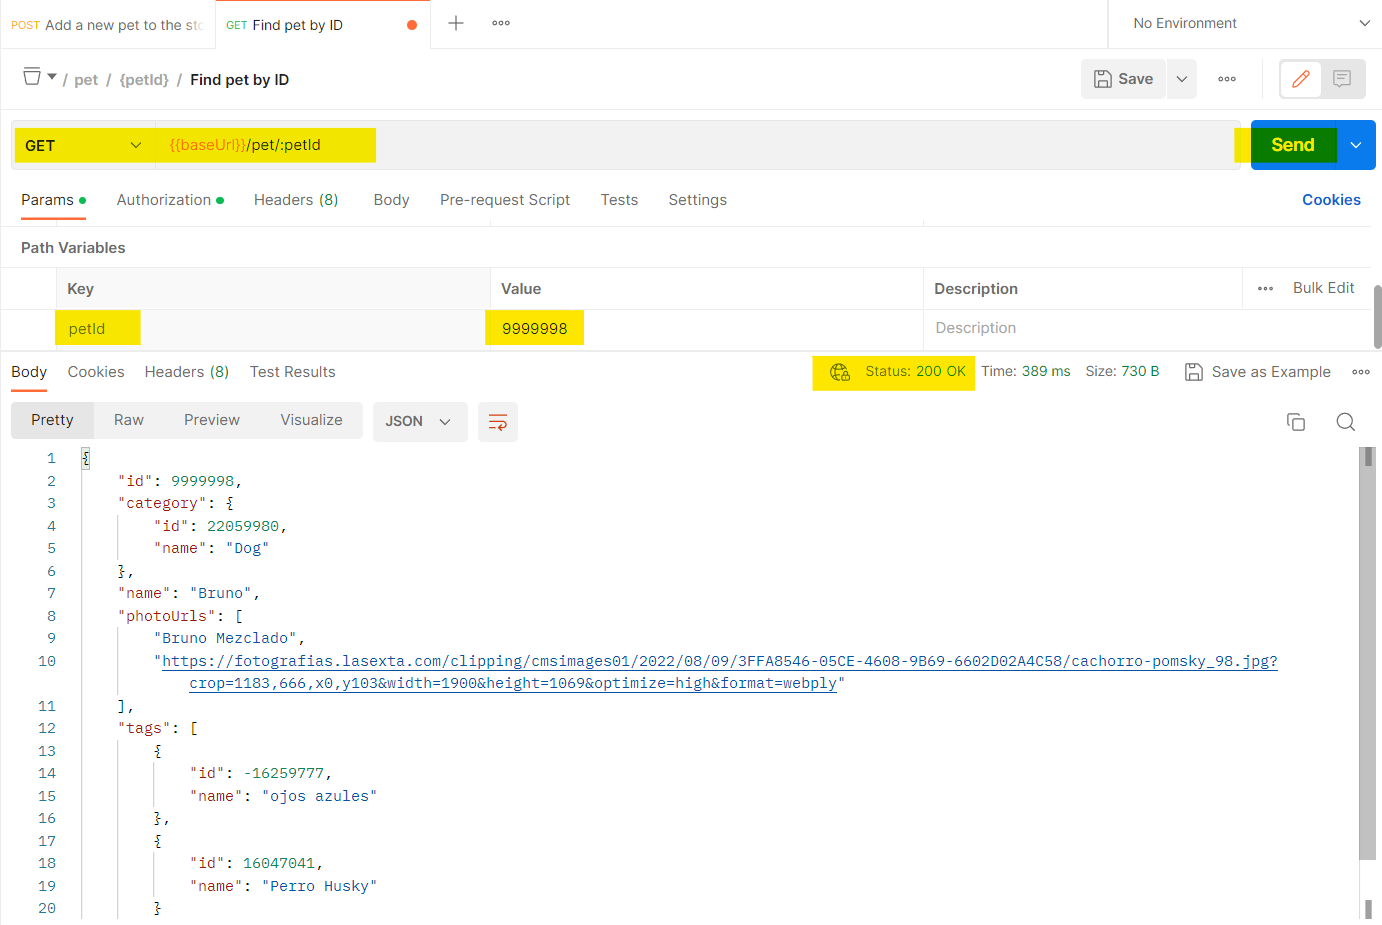 POST Add a new pet to the sto
GET Find pet by ID
No Environment
/ pet / {petId} / Find pet by ID
Save
GET
{{baseUrl}}/pet/:petId
Send
Params
Authorization
Headers (8)
Body
Pre-request Script
Tests
Settings
Cookies
Path Variables
Key
Value
Description
Bulk Edit
petId
9999998
Description
Body
Cookies
Headers (8)
Test Results
Status: 200 OK
Time: 389 ms
Size: 730 B
Save as Example
Pretty
Raw
Preview
Visualize
JSON
1 {
2 "id": 9999998,
3 "category": {
4 "id": 22059980,
5 "name": "Dog"
6 },
7 "name": "Bruno",
8 "photoUrls": [
9 "Bruno Mezclado",
10 "https://fotografias.lasexta.com/clipping/cmsimages01/2022/08/09/3FFA8546-05CE-4608-9B69-6602D02A4C58/cachorro-pomsky_98.jpg?
crop=1183,666,x0,y103&width=1900&height=1069&optimize=high&format=webply"
11 ],
12 "tags": [
13 {
14 "id": -16259777,
15 "name": "ojos azules"
16 },
17 {
18 "id": 16047041,
19 "name": "Perro Husky"
20 }